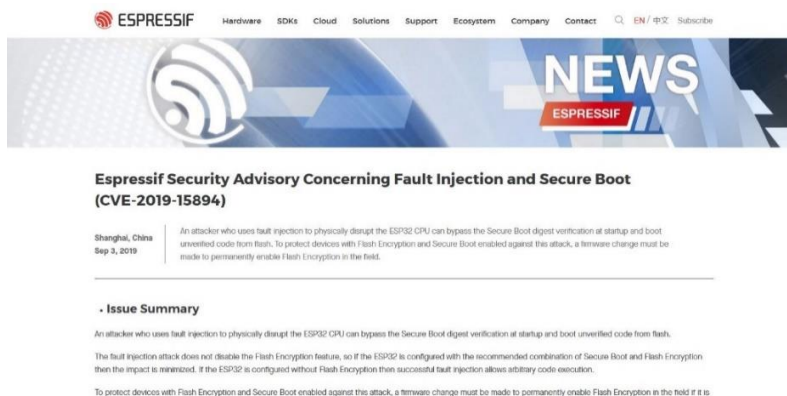 ESPRESSIF Hardware SDKs Cloud Solutions Support Ecosystem Company Contact EN / 中文 Subscribe
NEWS
ESPRESSIF
Espressif Security Advisory Concerning Fault Injection and Secure Boot
(CVE-2019-15894)
Shanghai, China
Sep 3, 2019
An attacker who uses fault injection to physically disrupt the ESP32 CPU can bypass the Secure Boot digest verification at startup and boot
unverified code from flash. To protect devices with Flash Encryption and Secure Boot enabled against this attack, a firmware change must be
made to permanently enable Flash Encryption in the field.
• Issue Summary
An attacker who uses fault injection to physically disrupt the ESP32 CPU can bypass the Secure Boot digest verification at startup and boot unverified code from flash.
The fault injection attack does not disable the Flash Encryption feature, so if the ESP32 is configured with the recommended combination of Secure Boot and Flash Encryption
then the impact is minimized. If the ESP32 is configured without Flash Encryption then successful fault injection allows arbitrary code execution.
To protect devices with Flash Encryption and Secure Boot enabled against this attack, a firmware change must be made to permanently enable Flash Encryption in the field if it is